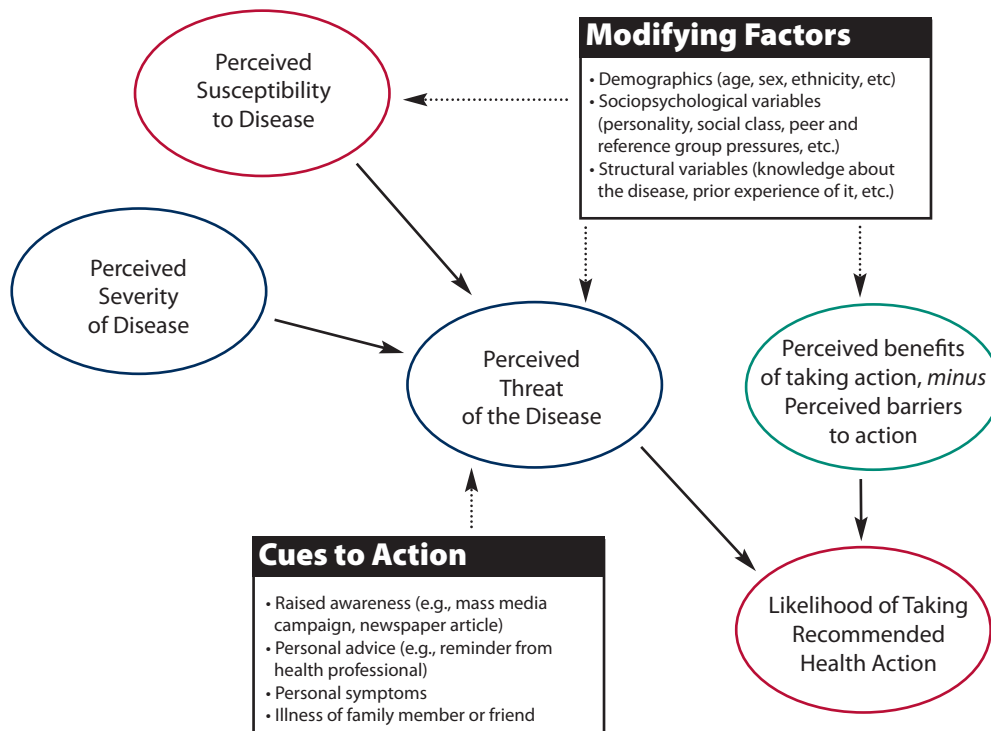 Perceived
Susceptibility
to Disease
Modifying Factors
• Demographics (age, sex, ethnicity, etc)
• Sociopsychological variables
(personality, social class, peer and
reference group pressures, etc.)
• Structural variables (knowledge about
the disease, prior experience of it, etc.)
Perceived
Severity
of Disease
Perceived
Threat
of the Disease
Perceived benefits
of taking action, minus
Perceived barriers
to action
Cues to Action
• Raised awareness (e.g., mass media
campaign, newspaper article)
• Personal advice (e.g., reminder from
health professional)
• Personal symptoms
• Illness of family member or friend
Likelihood of Taking
Recommended
Health Action